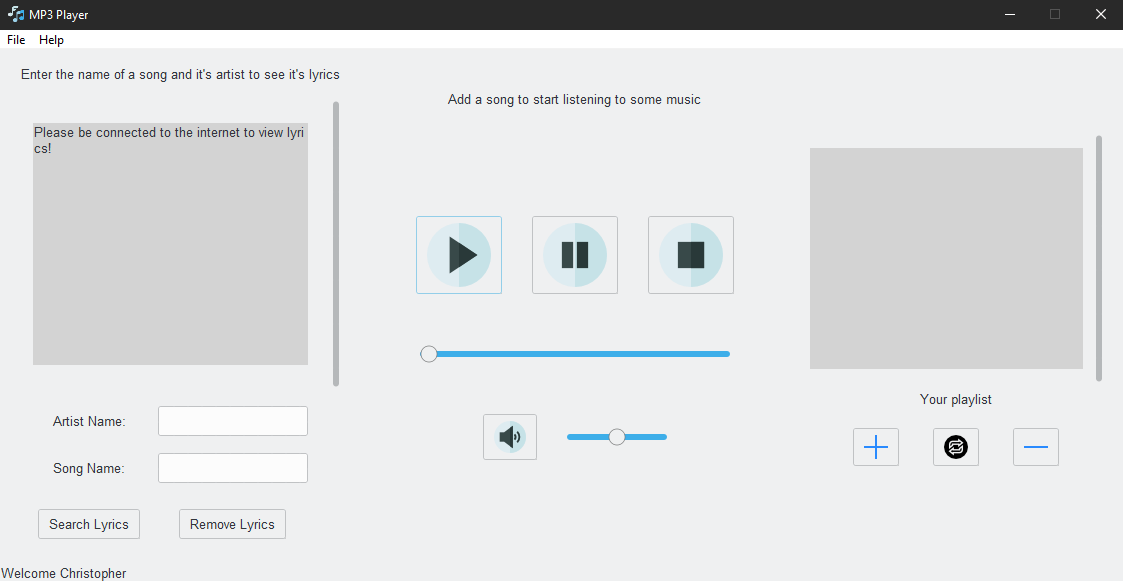 MP3 Player
File Help
Enter the name of a song and it's artist to see it's lyrics
Please be connected to the internet to view lyri
cs!
Artist Name:
Song Name:
Search Lyrics Remove Lyrics
Add a song to start listening to some music
Your playlist
Welcome Christopher